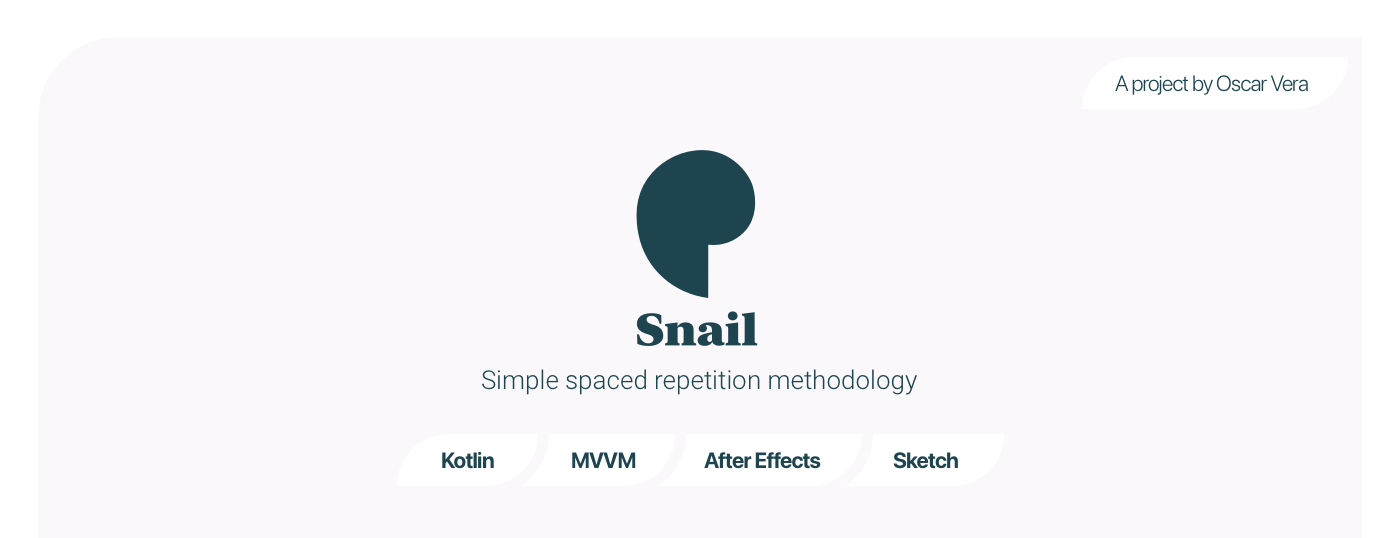 A project by Oscar Vera
Snail
Simple spaced repetition methodology
Kotlin
MVVM
After Effects
Sketch